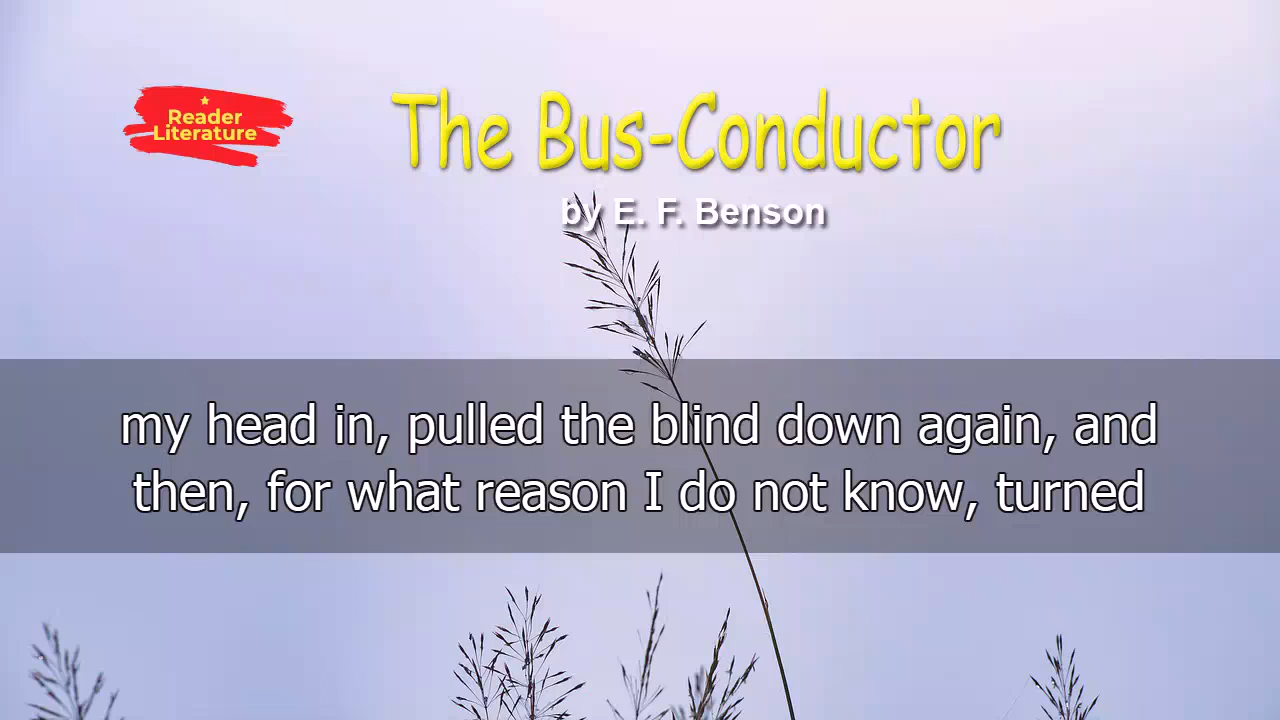 Reader
Literature
The Bus-Conductor
by E. F. Benson
my head in, pulled the blind down again, and
then, for what reason I do not know, turned